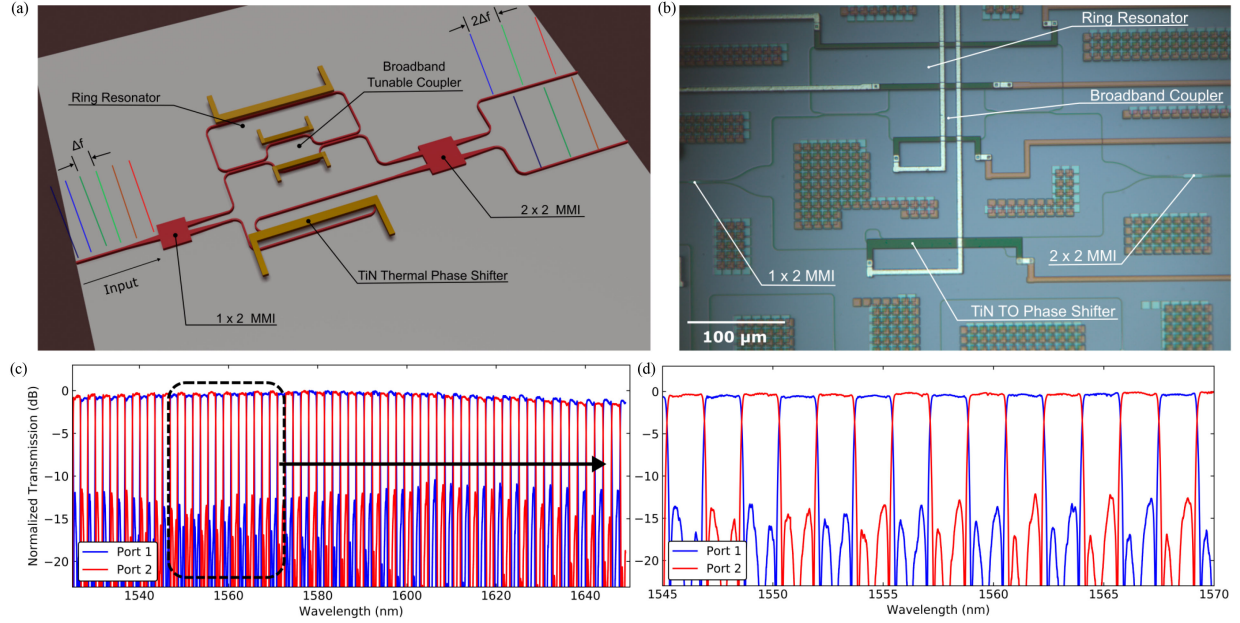 (a)
Δf
Ring Resonator
Broadband
Tunable Coupler
2Δf
Input
1 x 2 MMI
TiN Thermal Phase Shifter
2 x 2 MMI
(b)
Ring Resonator
Broadband Coupler
1 x 2 MMI
2 x 2 MMI
TiN TO Phase Shifter
100 μm
(c)
Normalized Transmission (dB)
0
−5
−10
−15
−20
Port 1
Port 2
1540 1560 1580 1600 1620 1640
Wavelength (nm)
(d)
0
−5
−10
−15
−20
Port 1
Port 2
1545 1550 1555 1560 1565 1570
Wavelength (nm)